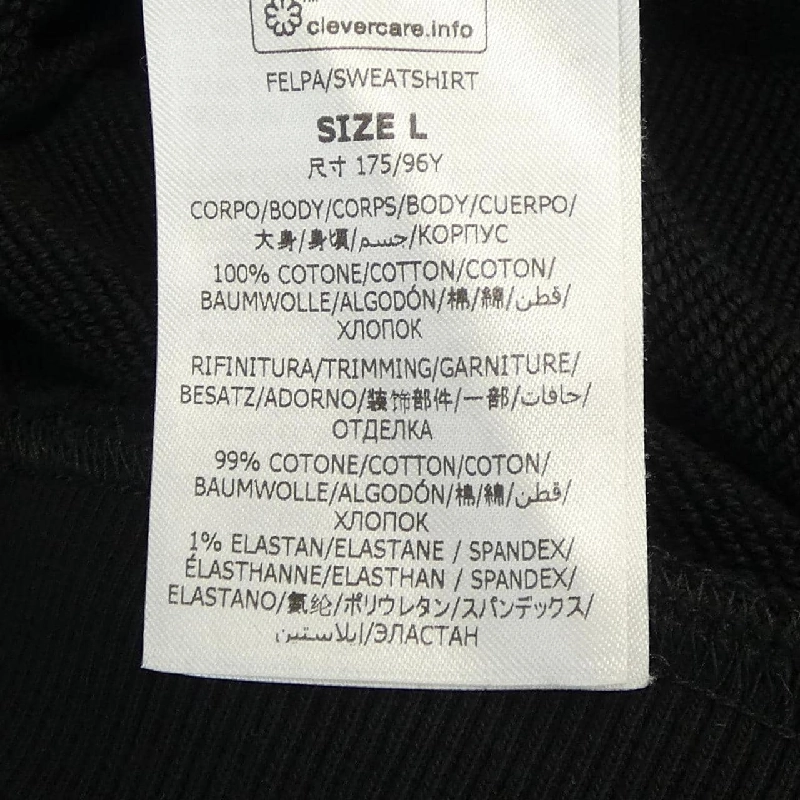 clevercare.info
FELPA/SWEATSHIRT
SIZE L
尺寸 175/96Y
CORPO/BODY/CORPS/BODY/CUERPO/
大身/身頃/جسم/КОРПУС
100% COTONE/COTTON/COTON/
BAUMWOLLE/ALGODÓN/棉/綿/قطن/
ХЛОПОК
RIFINITURA/TRIMMING/GARNITURE/
BESATZ/ADORNO/装饰部件/一部/حافات/
ОТДЕЛКА
99% COTONE/COTTON/COTON/
BAUMWOLLE/ALGODÓN/棉/綿/قطن/
ХЛОПОК
1% ELASTAN/ELASTANE / SPANDEX/
ÉLASTHANNE/ELASTHAN / SPANDEX/
ELASTANO/氨纶/ポリウレタン/スパンデックス/
إيلاستين/ЭЛАСТАН